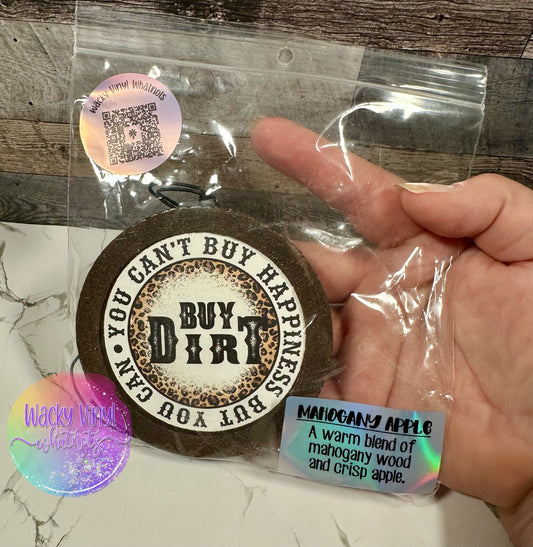 Wacky Vinyl Whatnots
YOU CAN'T BUY HAPPINESS BUT YOU CAN
BUY
DIRT
Wacky Vinyl
whatnots
MAHOGANY APPLE
A warm blend of
mahogany wood
and crisp apple.